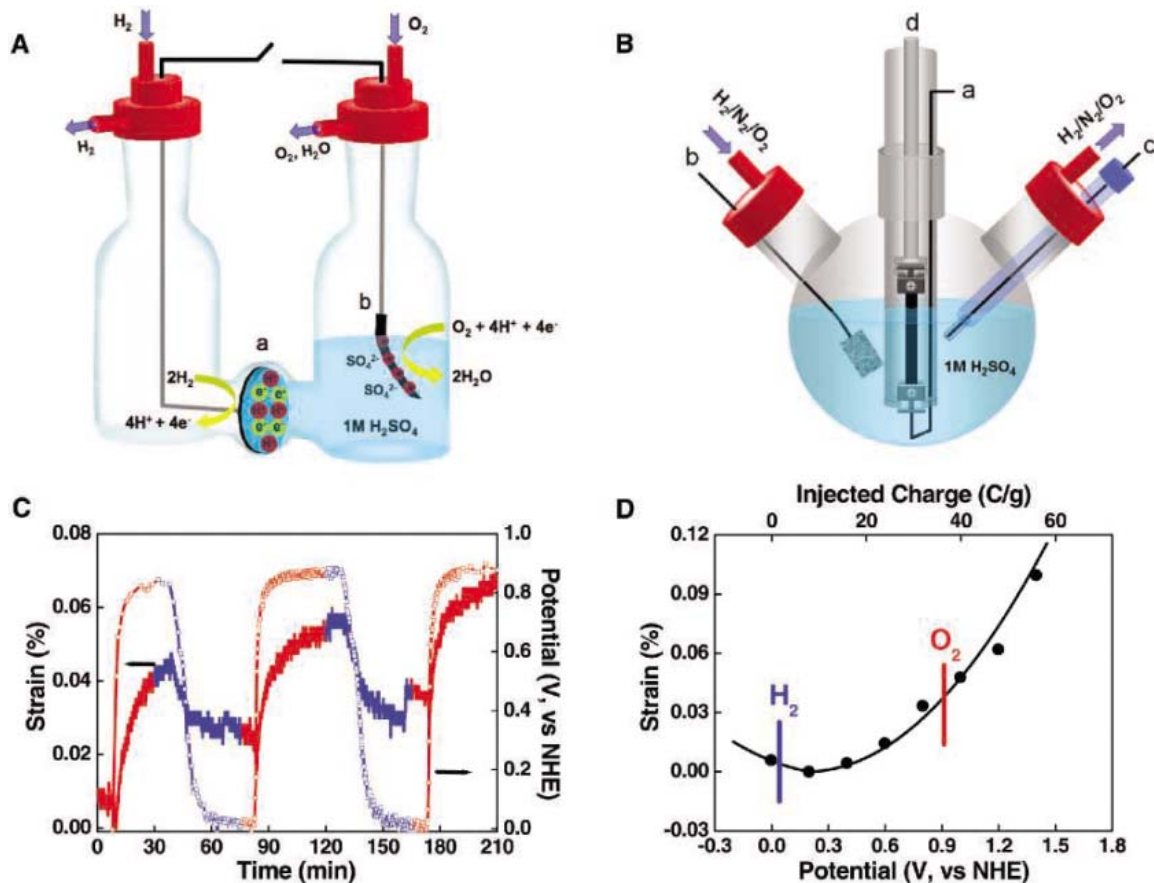 A
H₂
O₂
H₂
O₂, H₂O
a
b
2H₂
4H⁺ + 4e⁻
H⁺
e⁻
e⁻
H⁺
H⁺
e⁻
e⁻
H⁺
SO₄²⁻
SO₄²⁻
O₂ + 4H⁺ + 4e⁻
2H₂O
1M H₂SO₄
B
d
a
b
c
H₂/N₂/O₂
H₂/N₂/O₂
1M H₂SO₄
C
Strain (%)
0.08
0.06
0.04
0.02
0.00
1.0
0.8
0.6
0.4
0.2
0.0
Potential (V, vs NHE)
0 30 60 90 120 150 180 210
Time (min)
D
Injected Charge (C/g)
0 20 40 60
Strain (%)
0.12
0.09
0.06
0.03
0.00
-0.03
H₂
O₂
-0.3 0.0 0.3 0.6 0.9 1.2 1.5 1.8
Potential (V, vs NHE)